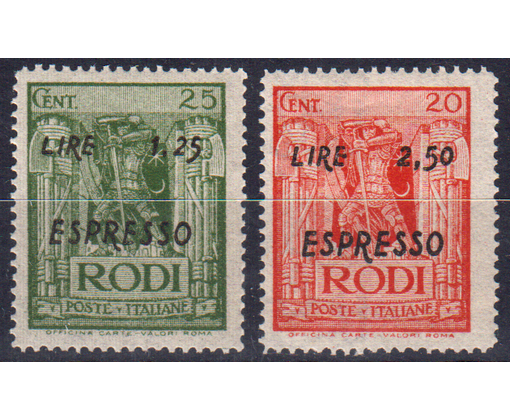 CENT. 25
LIRE 1.25
ESPRESSO
RODI
POSTE ITALIANE
OFFICINA CARTE-VALORI ROMA
CENT. 20
LIRE 2,50
ESPRESSO
RODI
POSTE ITALIANE
OFFICINA CARTE-VALORI ROMA